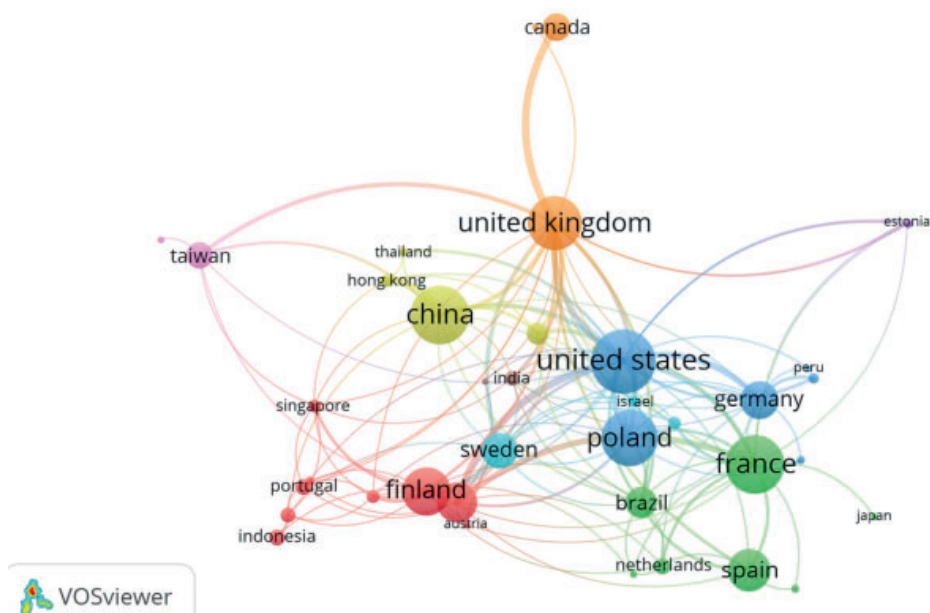 canada
united kingdom
estonia
thailand
taiwan
hong kong
china
united states
peru
india
israel
germany
singapore
poland
sweden
france
portugal
finland
brazil
japan
austria
indonesia
netherlands
spain
VOSviewer